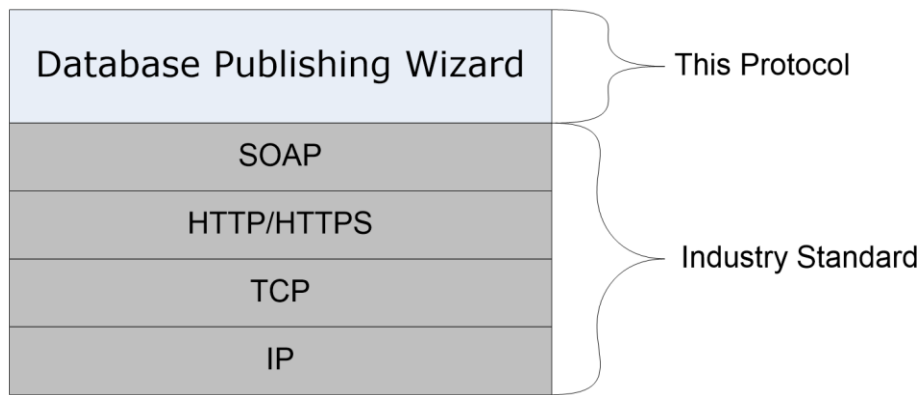 Database Publishing Wizard
This Protocol
SOAP
HTTP/HTTPS
TCP
IP
Industry Standard